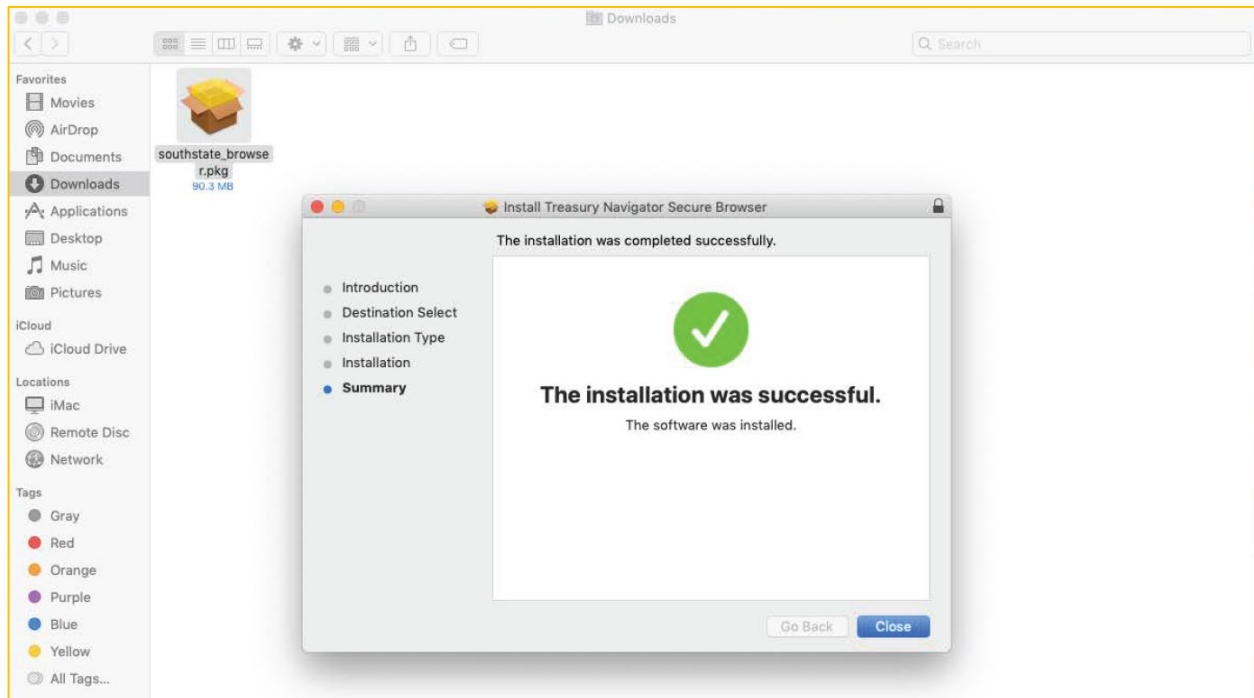 Downloads
Search
Favorites
Movies
AirDrop
Documents
Downloads
Applications
Desktop
Music
Pictures
iCloud
iCloud Drive
Locations
iMac
Remote Disc
Network
Tags
Gray
Red
Orange
Purple
Blue
Yellow
All Tags...
southstate_browse
r.pkg
90.3 MB
Install Treasury Navigator Secure Browser
The installation was completed successfully.
Introduction
Destination Select
Installation Type
Installation
Summary
The installation was successful.
The software was installed.
Go Back
Close